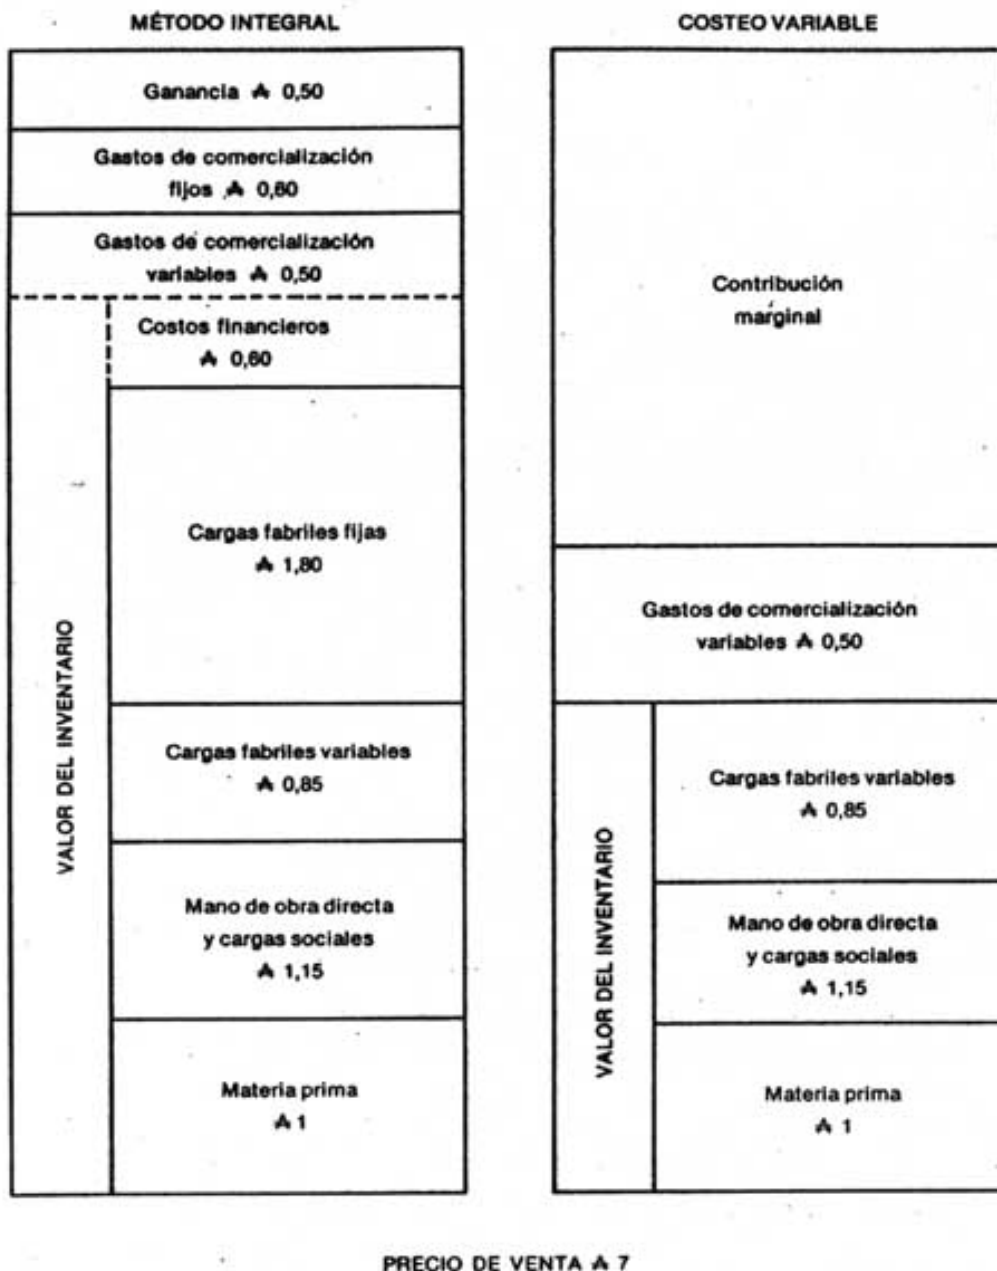 MÉTODO INTEGRAL
Ganancia ₳ 0,50
Gastos de comercialización
fijos ₳ 0,60
Gastos de comercialización
variables ₳ 0,50
Costos financieros
₳ 0,60
Cargas fabriles fijas
₳ 1,80
VALOR DEL INVENTARIO
Cargas fabriles variables
₳ 0,85
Mano de obra directa
y cargas sociales
₳ 1,15
Materia prima
₳ 1
COSTEO VARIABLE
Contribución
marginal
Gastos de comercialización
variables ₳ 0,50
VALOR DEL INVENTARIO
Cargas fabriles variables
₳ 0,85
Mano de obra directa
y cargas sociales
₳ 1,15
Materia prima
₳ 1
PRECIO DE VENTA ₳ 7